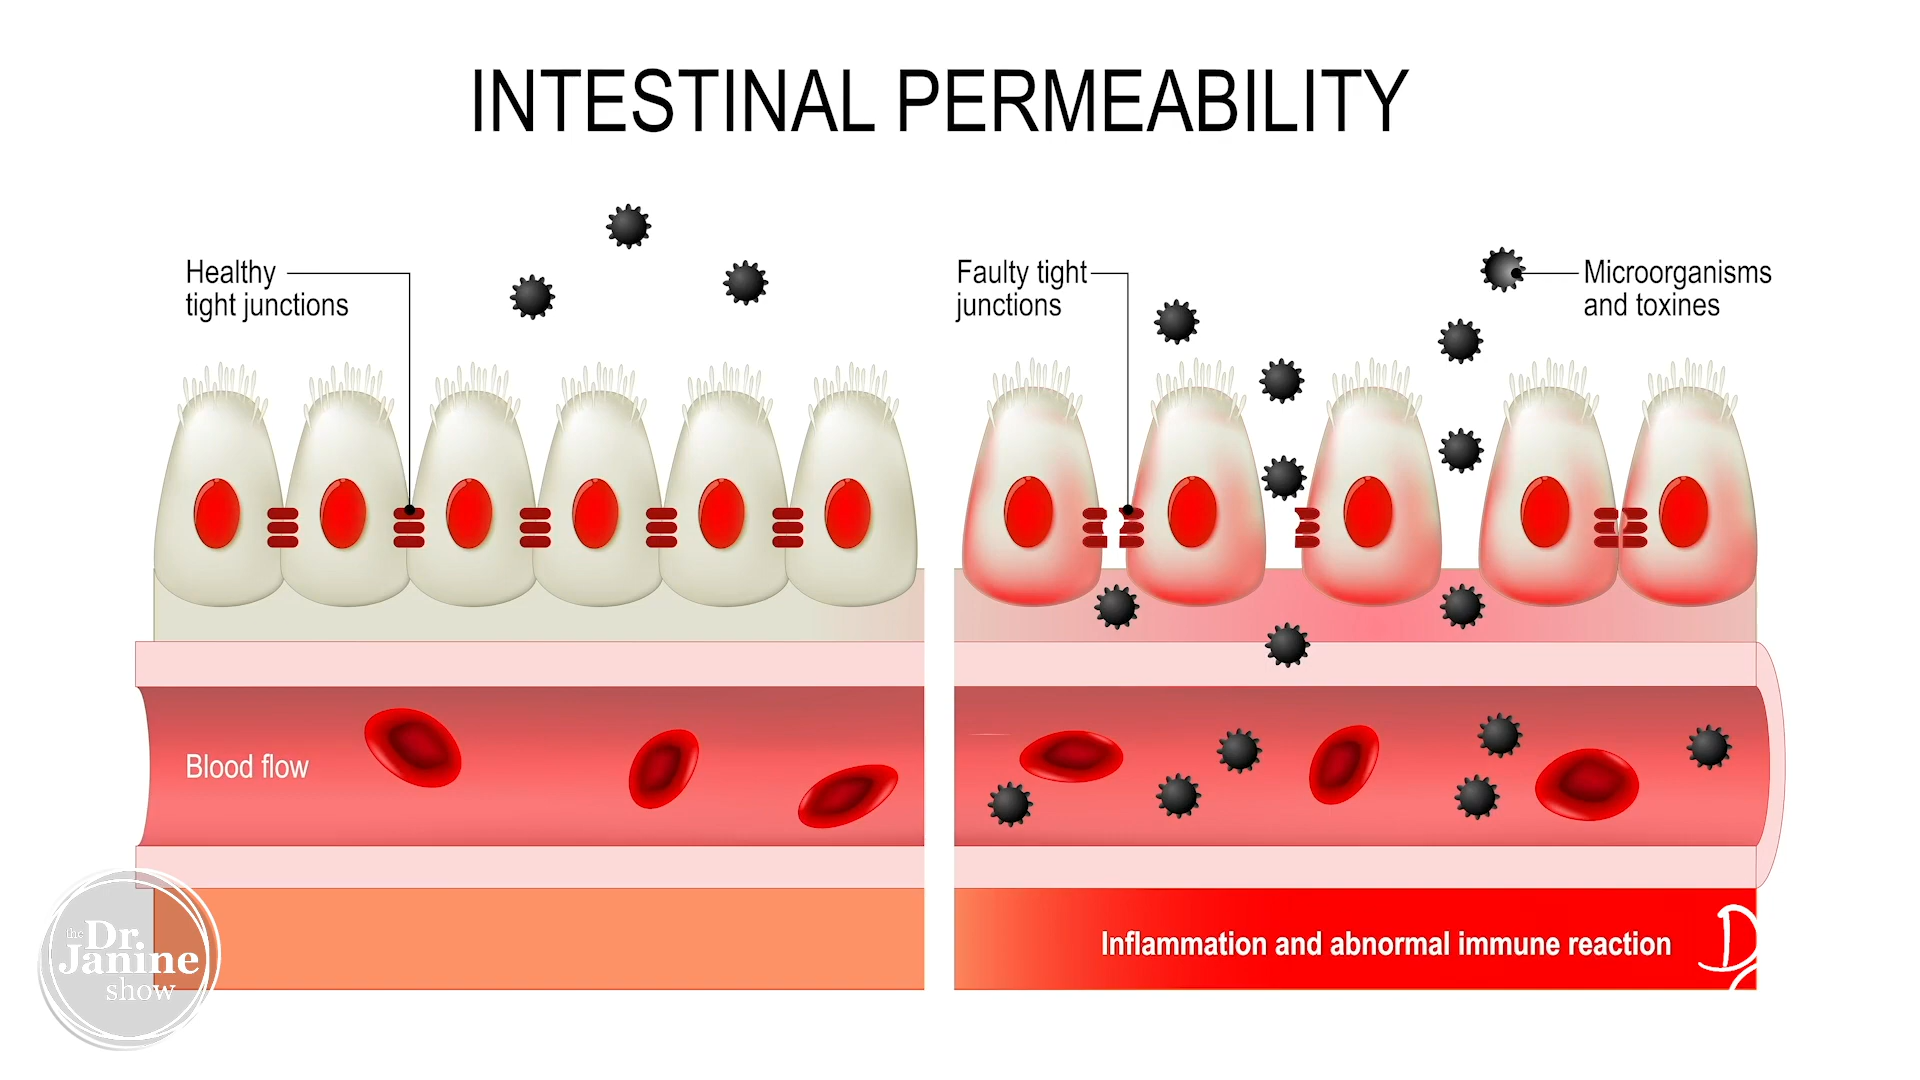 INTESTINAL PERMEABILITY
Healthy
tight junctions
Faulty tight
junctions
Microorganisms
and toxines
Blood flow
Inflammation and abnormal immune reaction
the
Dr.
Janine
show